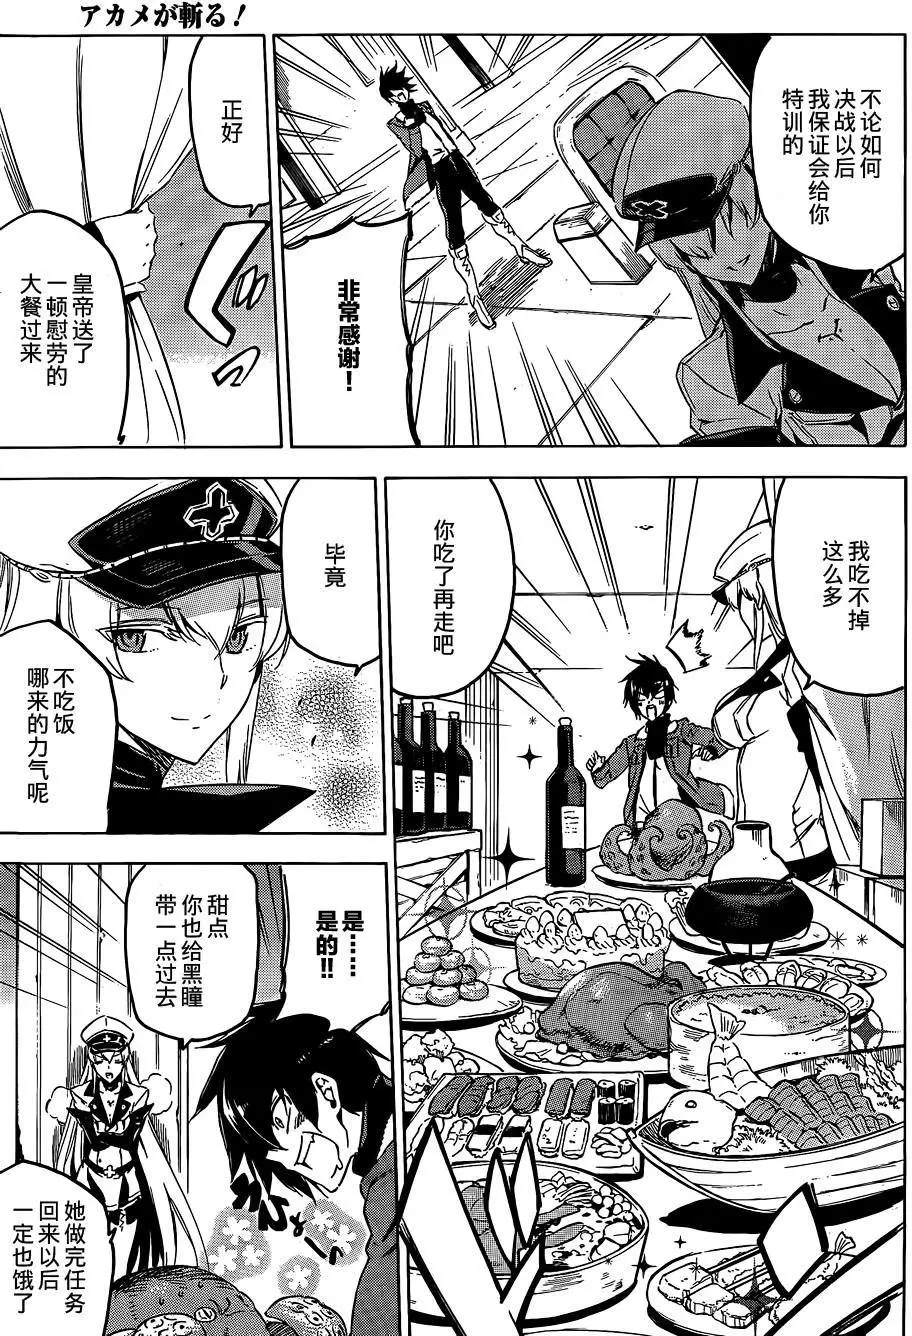 アカメが斬る！
不论如何
决战以后
我保证会给你
特训的
非常感谢！
正好
皇帝送了
一顿慰劳的
大餐过来
我吃不掉
这么多
你吃了再走吧
毕竟
不吃饭
哪来的力气呢
是……
是的!!
甜点
你也给黑瞳
带一点过去
她做完任务
回来以后
一定也饿了